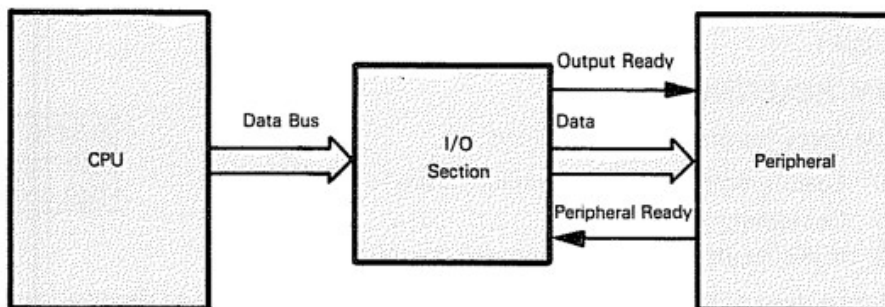 Output Ready
Data Bus
Data
CPU
I/O
Section
Peripheral
Peripheral Ready